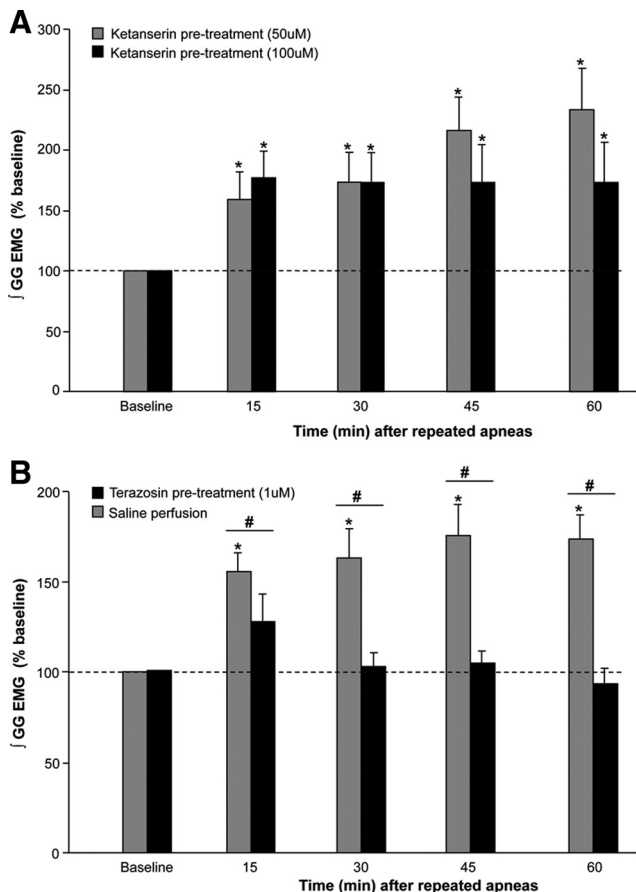 A
∫ GG EMG (% baseline)
300
250
200
150
100
50
0
Ketanserin pre-treatment (50uM)
Ketanserin pre-treatment (100uM)
* * * * * * * *
Baseline 15 30 45 60
Time (min) after repeated apneas
B
∫ GG EMG (% baseline)
200
150
100
50
0
Terazosin pre-treatment (1uM)
Saline perfusion
# # # #
* * * *
Baseline 15 30 45 60
Time (min) after repeated apneas